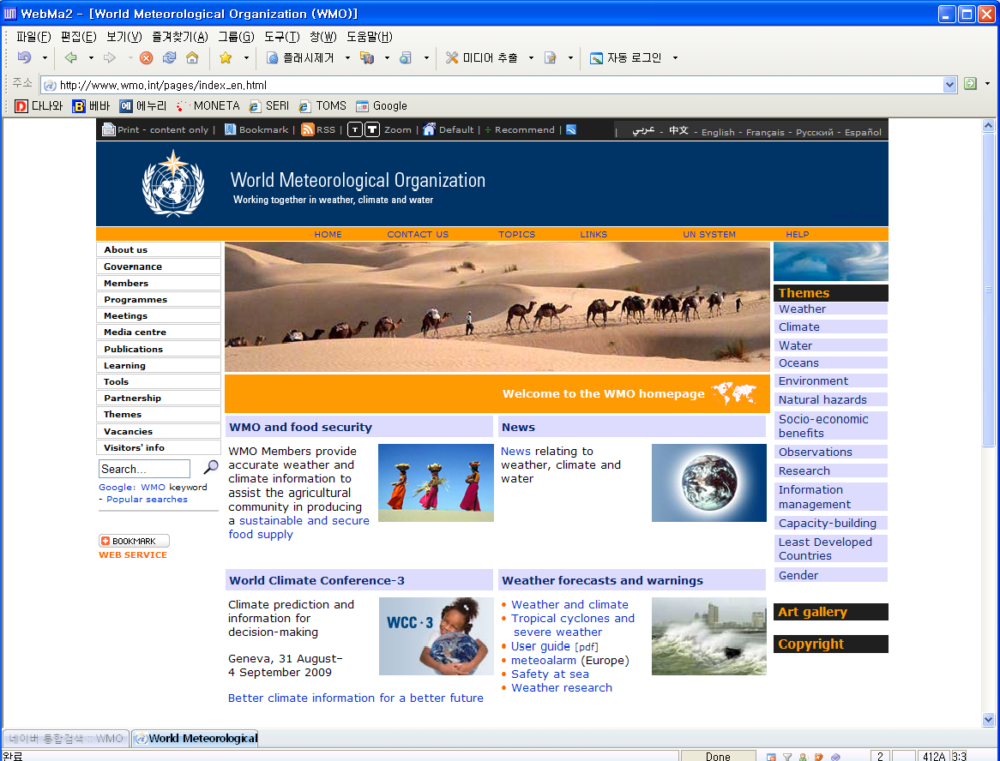 WebMa2 - [World Meteorological Organization (WMO)]
파일(F) 편집(E) 보기(V) 즐겨찾기(A) 그룹(G) 도구(T) 창(W) 도움말(H)
플래시제거 미디어 추출 자동 로그인
주소 http://www.wmo.int/pages/index_en.html
다나와 베바 에누리 MONETA SERI TOMS Google
Print - content only | Bookmark | RSS | T T Zoom | Default | ÷ Recommend |
| عربي - 中文 - English - Français - Русский - Español
World Meteorological Organization
Working together in weather, climate and water
HOME CONTACT US TOPICS LINKS UN SYSTEM HELP
About us
Governance
Members
Programmes
Meetings
Media centre
Publications
Learning
Tools
Partnership
Themes
Vacancies
Visitors' info
Search...
Google: WMO keyword
- Popular searches
BOOKMARK
WEB SERVICE
Welcome to the WMO homepage
WMO and food security
WMO Members provide
accurate weather and
climate information to
assist the agricultural
community in producing
a sustainable and secure
food supply
News
News relating to
weather, climate and
water
World Climate Conference-3
Climate prediction and
information for
decision-making
Geneva, 31 August–
4 September 2009
Better climate information for a better future
WCC·3
Weather forecasts and warnings
• Weather and climate
• Tropical cyclones and
severe weather
• User guide [pdf]
• meteoalarm (Europe)
• Safety at sea
• Weather research
Themes
Weather
Climate
Water
Oceans
Environment
Natural hazards
Socio-economic
benefits
Observations
Research
Information
management
Capacity-building
Least Developed
Countries
Gender
Art gallery
Copyright
네이버 통합검색 :: WMO World Meteorological
완료 Done 2 412A 3:3